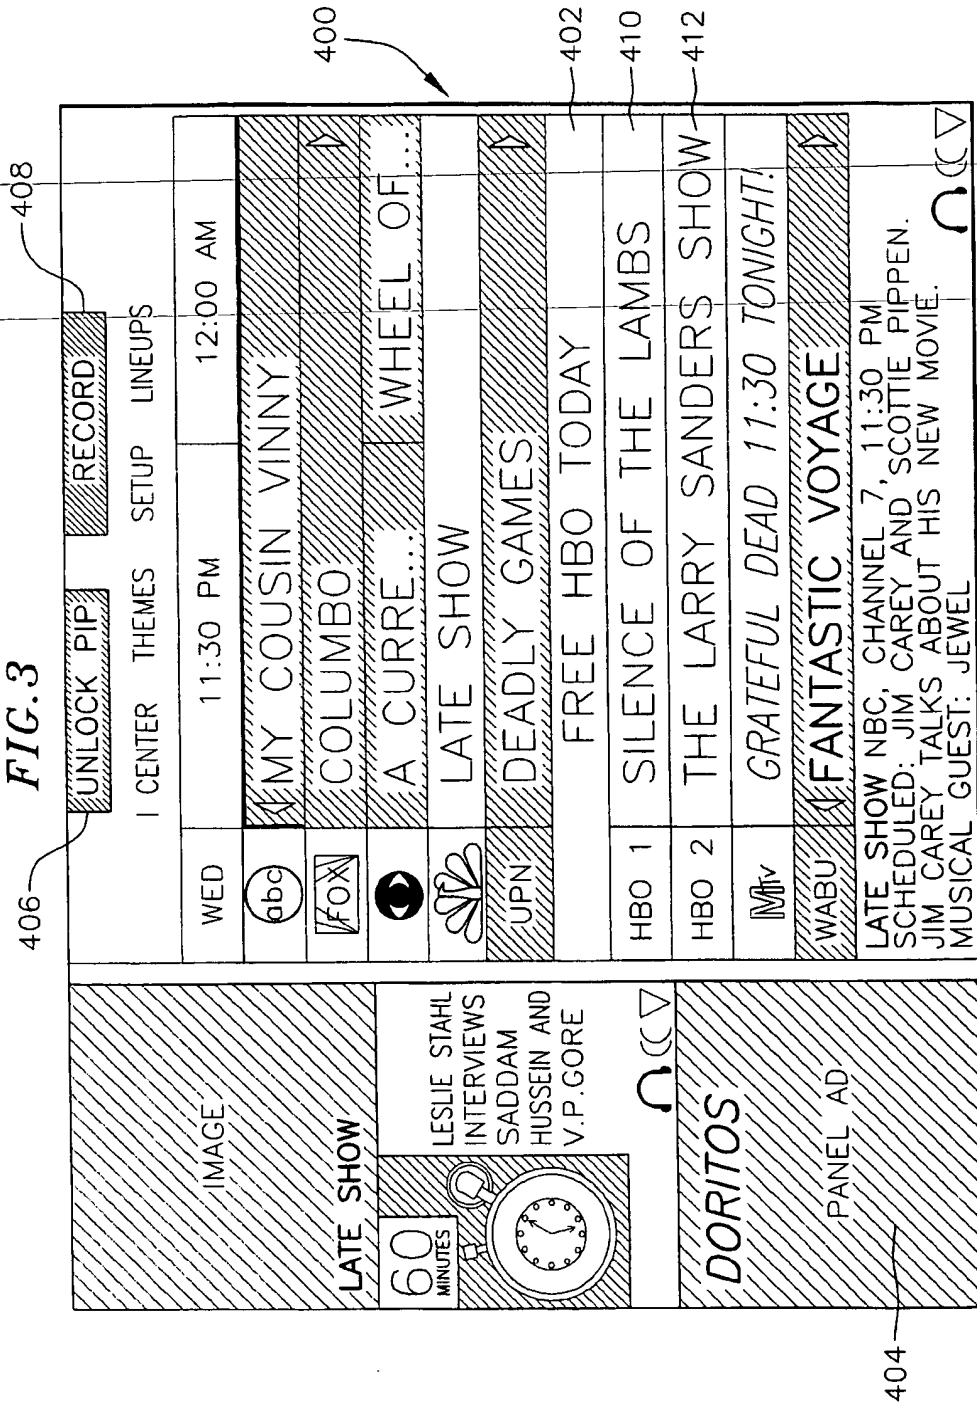 FIG.3
406
UNLOCK PIP
RECORD
408
I CENTER THEMES SETUP LINEUPS
400
IMAGE
LATE SHOW
60
MINUTES
LESLIE STAHL
INTERVIEWS
SADDAM
HUSSEIN AND
V.P.GORE
CC
DORITOS
PANEL AD
404
WED 11:30 PM 12:00 AM
abc MY COUSIN VINNY
FOX COLUMBO
A CURRE... WHEEL OF...
LATE SHOW
UPN DEADLY GAMES
FREE HBO TODAY 402
HBO 1 SILENCE OF THE LAMBS 410
HBO 2 THE LARRY SANDERS SHOW 412
MTV GRATEFUL DEAD 11:30 TONIGHT!
WABU FANTASTIC VOYAGE
LATE SHOW NBC, CHANNEL 7, 11:30 PM
SCHEDULED: JIM CAREY AND SCOTTIE PIPPEN.
JIM CAREY TALKS ABOUT HIS NEW MOVIE.
MUSICAL GUEST: JEWEL
CC